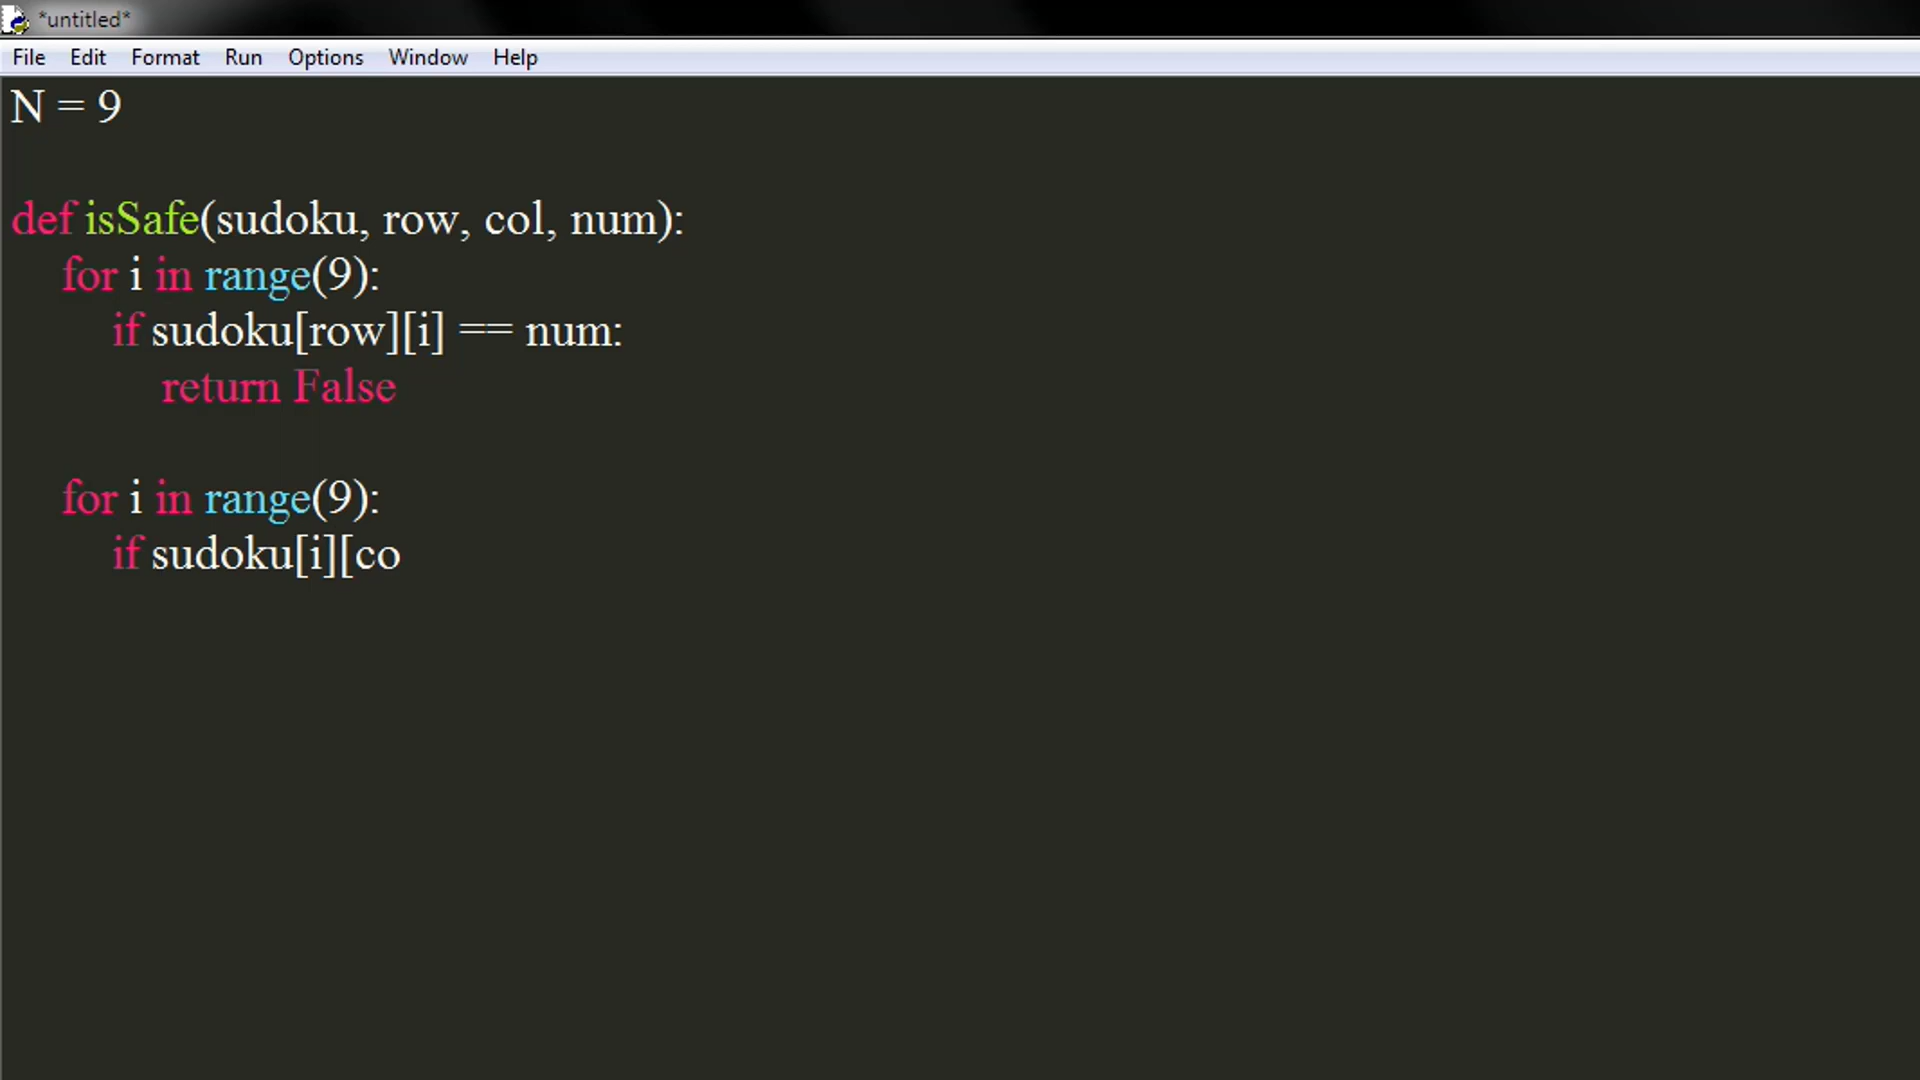 *untitled*
File Edit Format Run Options Window Help
N = 9
def isSafe(sudoku, row, col, num):
    for i in range(9):
        if sudoku[row][i] == num:
            return False
    for i in range(9):
        if sudoku[i][co